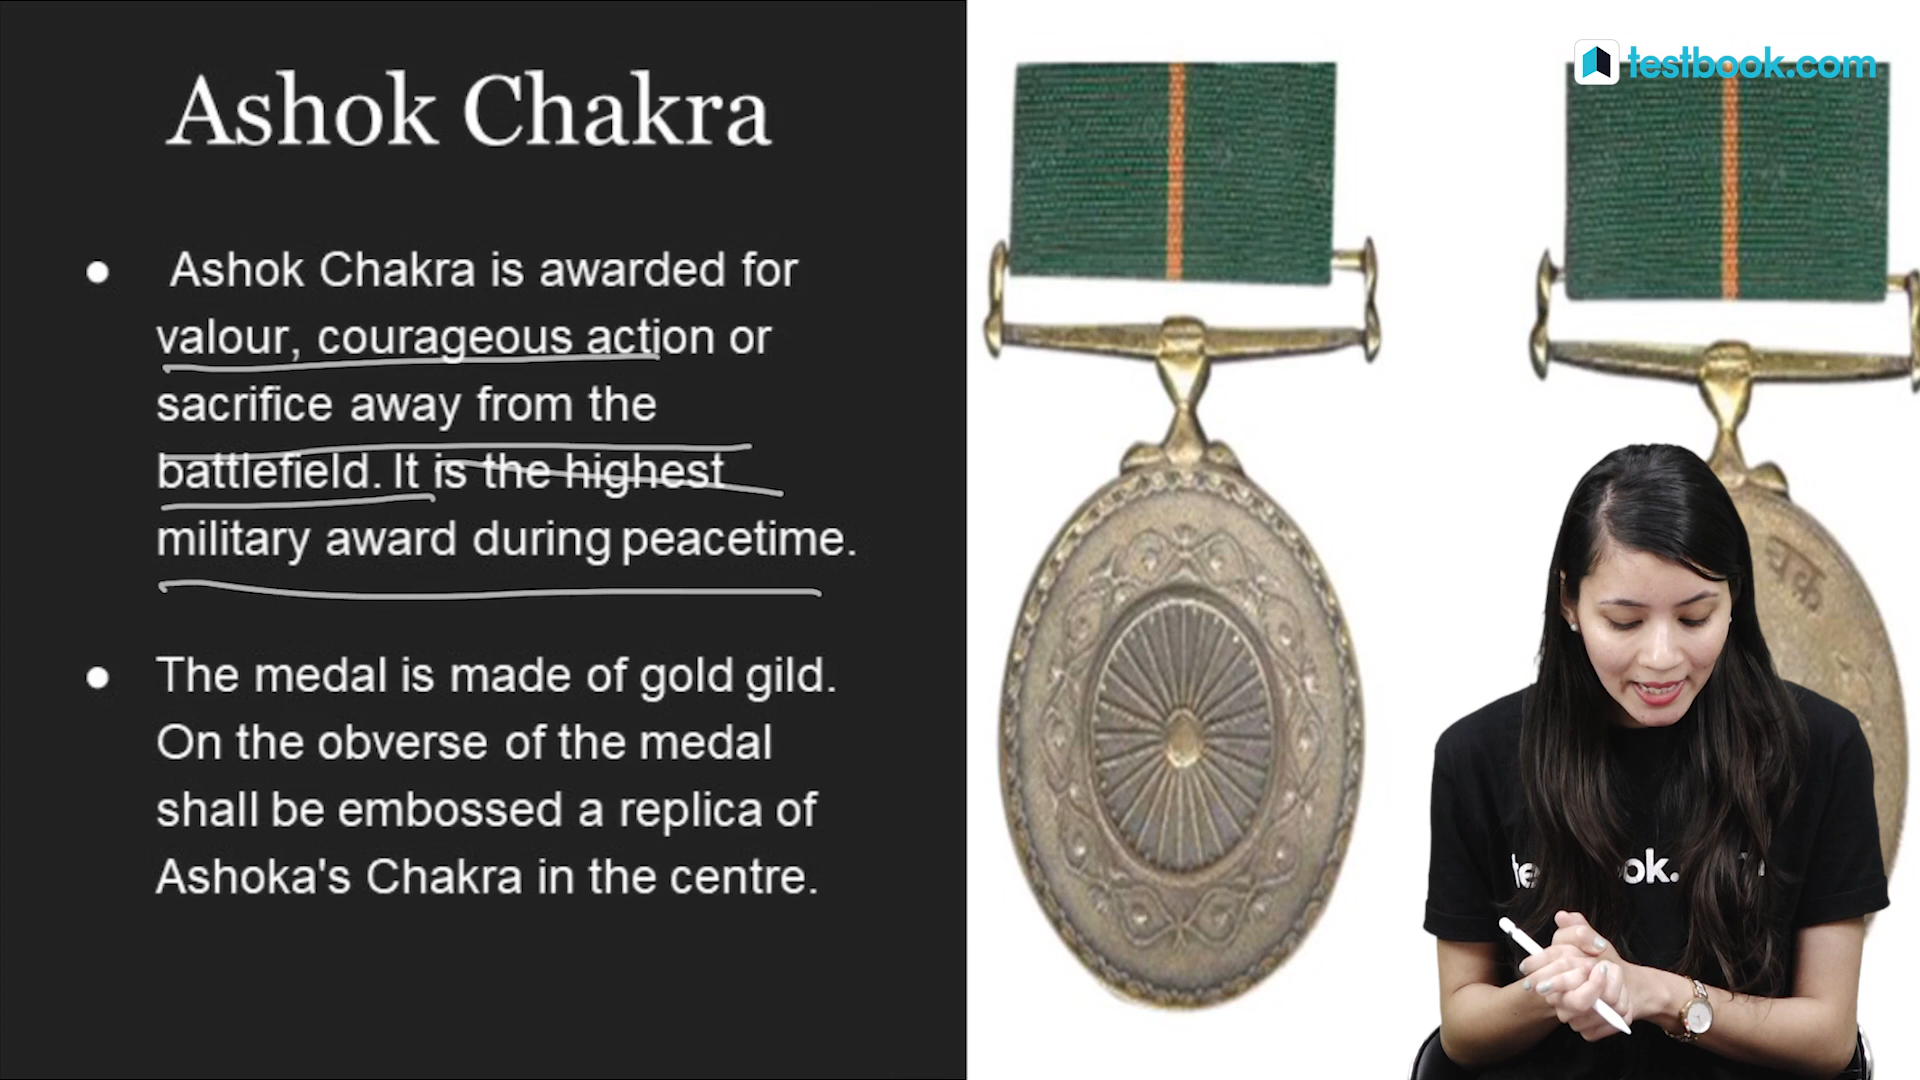 Ashok Chakra
testbook.com
● Ashok Chakra is awarded for
valour, courageous action or
sacrifice away from the
battlefield. It is the highest
military award during peacetime.
● The medal is made of gold gild.
On the obverse of the medal
shall be embossed a replica of
Ashoka's Chakra in the centre.
चक्र